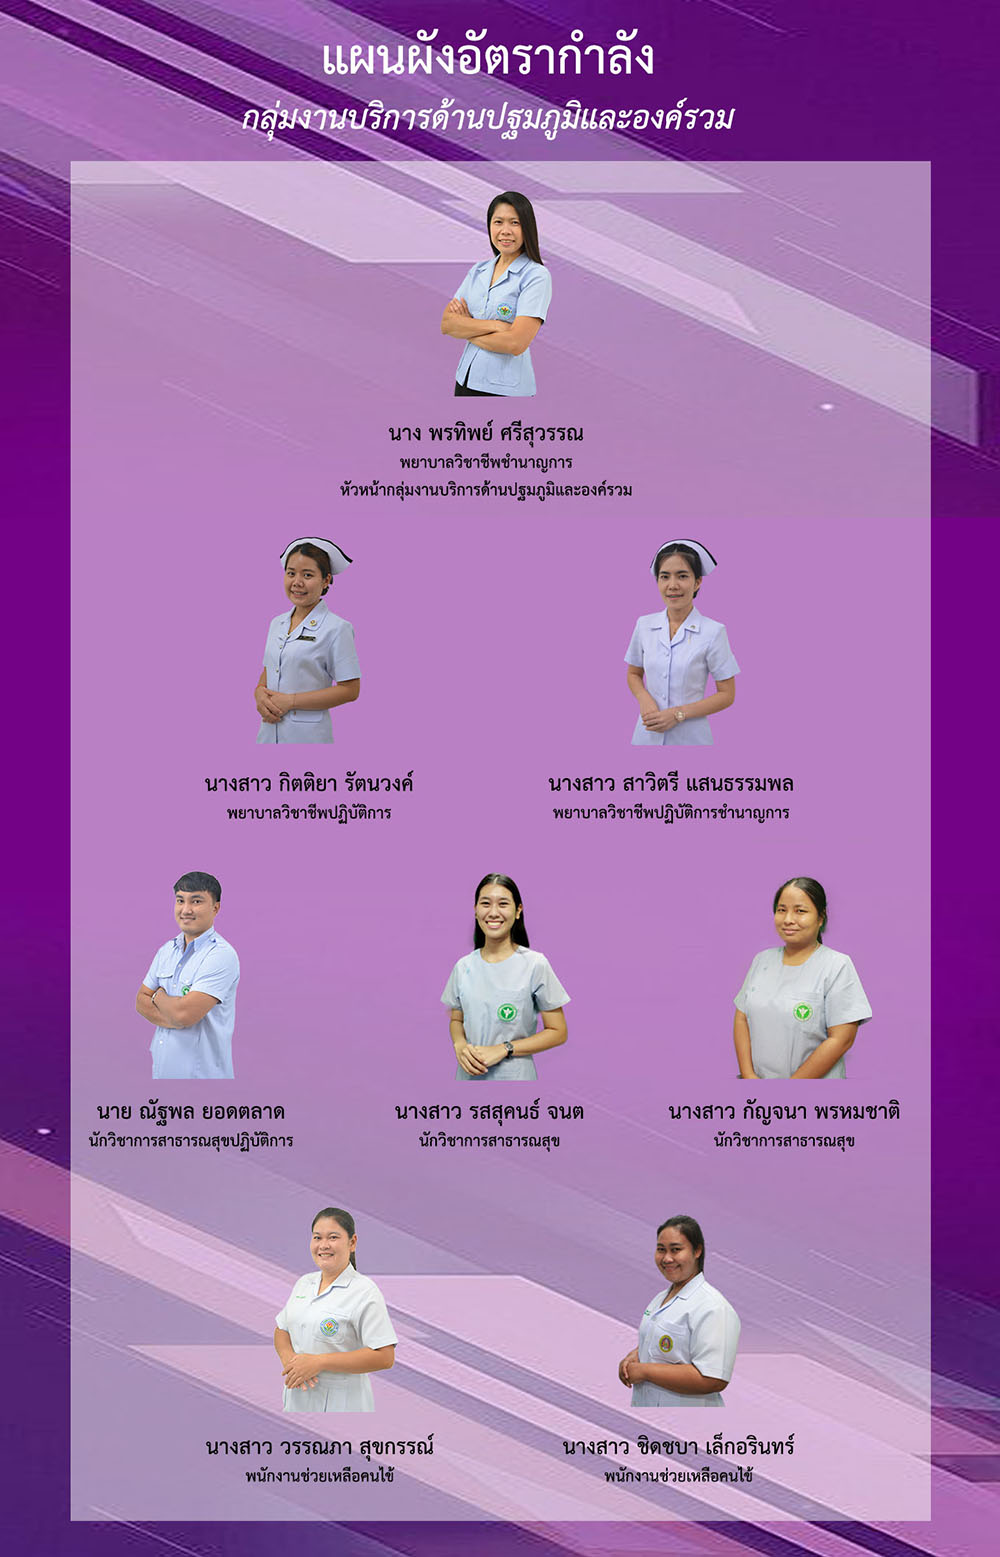 แผนผังอัตรากำลัง
กลุ่มงานบริการด้านปฐมภูมิและองค์รวม
นาง พรทิพย์ ศรีสุวรรณ
พยาบาลวิชาชีพชำนาญการ
หัวหน้ากลุ่มงานบริการด้านปฐมภูมิและองค์รวม
นางสาว กิตติยา รัตนวงค์
พยาบาลวิชาชีพปฏิบัติการ
นางสาว สาวิตรี แสนธรรมพล
พยาบาลวิชาชีพปฏิบัติการชำนาญการ
นาย ณัฐพล ยอดตลาด
นักวิชาการสาธารณสุขปฏิบัติการ
นางสาว รสสุคนธ์ จนต
นักวิชาการสาธารณสุข
นางสาว กัญจนา พรหมชาติ
นักวิชาการสาธารณสุข
นางสาว วรรณภา สุขกรรณ์
พนักงานช่วยเหลือคนไข้
นางสาว ชิดชบา เล็กอรินทร์
พนักงานช่วยเหลือคนไข้